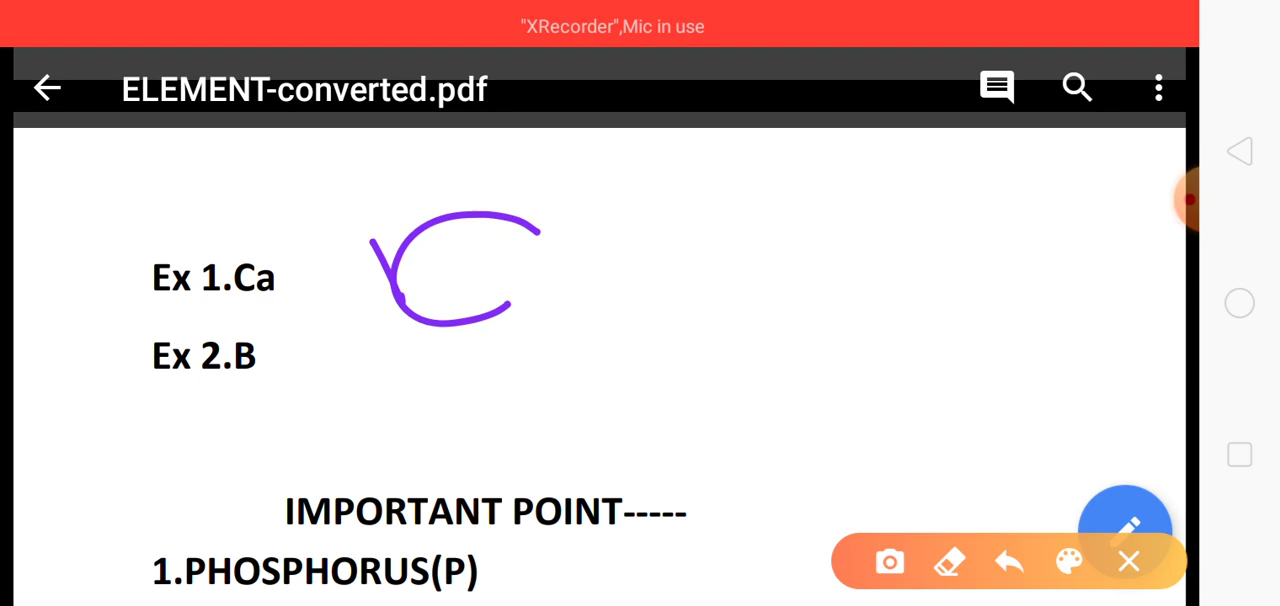 "XRecorder",Mic in use
ELEMENT-converted.pdf
Ex 1.Ca
C
Ex 2.B
IMPORTANT POINT-----
1.PHOSPHORUS(P)